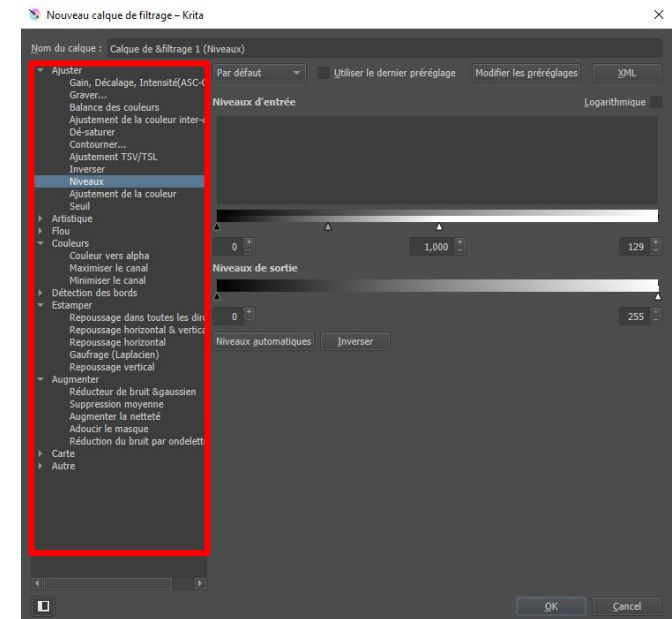 Nouveau calque de filtrage – Krita
Nom du calque : Calque de &filtrage 1 (Niveaux)
Ajuster
Gain, Décalage, Intensité(ASC-C
Graver...
Balance des couleurs
Ajustement de la couleur inter-c
Dé-saturer
Contourner...
Ajustement TSV/TSL
Inverser
Niveaux
Ajustement de la couleur
Seuil
Artistique
Flou
Couleurs
Couleur vers alpha
Maximiser le canal
Minimiser le canal
Détection des bords
Estamper
Repoussage dans toutes les dire
Repoussage horizontal & vertica
Repoussage horizontal
Gaufrage (Laplacien)
Repoussage vertical
Augmenter
Réducteur de bruit &gaussien
Suppression moyenne
Augmenter la netteté
Adoucir le masque
Réduction du bruit par ondelett
Carte
Autre
Par défaut Utiliser le dernier préréglage Modifier les préréglages XML
Niveaux d'entrée Logarithmique
0 1,000 129
Niveaux de sortie
0 255
Niveaux automatiques Inverser
OK Cancel